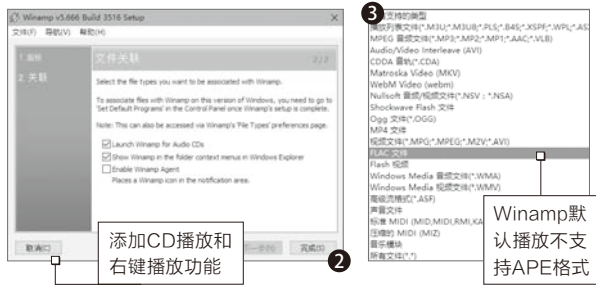 Winamp v5.666 Build 3516 Setup
文件(F) 导航(V) 帮助(H)
2. 关联
文件关联
2/2
Select the file types you want to be associated with Winamp.
To associate files with Winamp on this version of Windows, you need to go to
'Set Default Programs' in the Control Panel once Winamp's setup is complete.
Note: This can also be accessed via Winamp's 'File Types' preferences page.
Launch Winamp for Audio CDs
Show Winamp in the folder context menus in Windows Explorer
Enable Winamp Agent
Places a Winamp icon in the notification area.
取消(C)
完成(S)
添加CD播放和
右键播放功能
2
3
支持的类型
播放列表文件(*.M3U;*.M3U8;*.PLS;*.B4S;*.XSPF;*.WPL;*.AS
MPEG 音频文件(*.MP3;*.MP2;*.MP1;*.AAC;*.VLB)
Audio/Video Interleave (AVI)
CDDA 音轨(*.CDA)
Matroska Video (MKV)
WebM Video (webm)
Nullsoft 音频/视频文件(*.NSV ; *.NSA)
Shockwave Flash 文件
Ogg 文件(*.OGG)
MP4 文件
视频文件(*.MPG;*.MPEG;*.M2V;*.AVI)
FLAC 文件
Flash 视频
Windows Media 音频文件(*.WMA)
Windows Media 视频文件(*.WMV)
高级流格式(*.ASF)
声音文件
标准 MIDI (MID,MIDI,RMI,KA
压缩的 MIDI (MIZ)
音乐模块
所有文件(*.*)
Winamp默
认播放不支
持APE格式